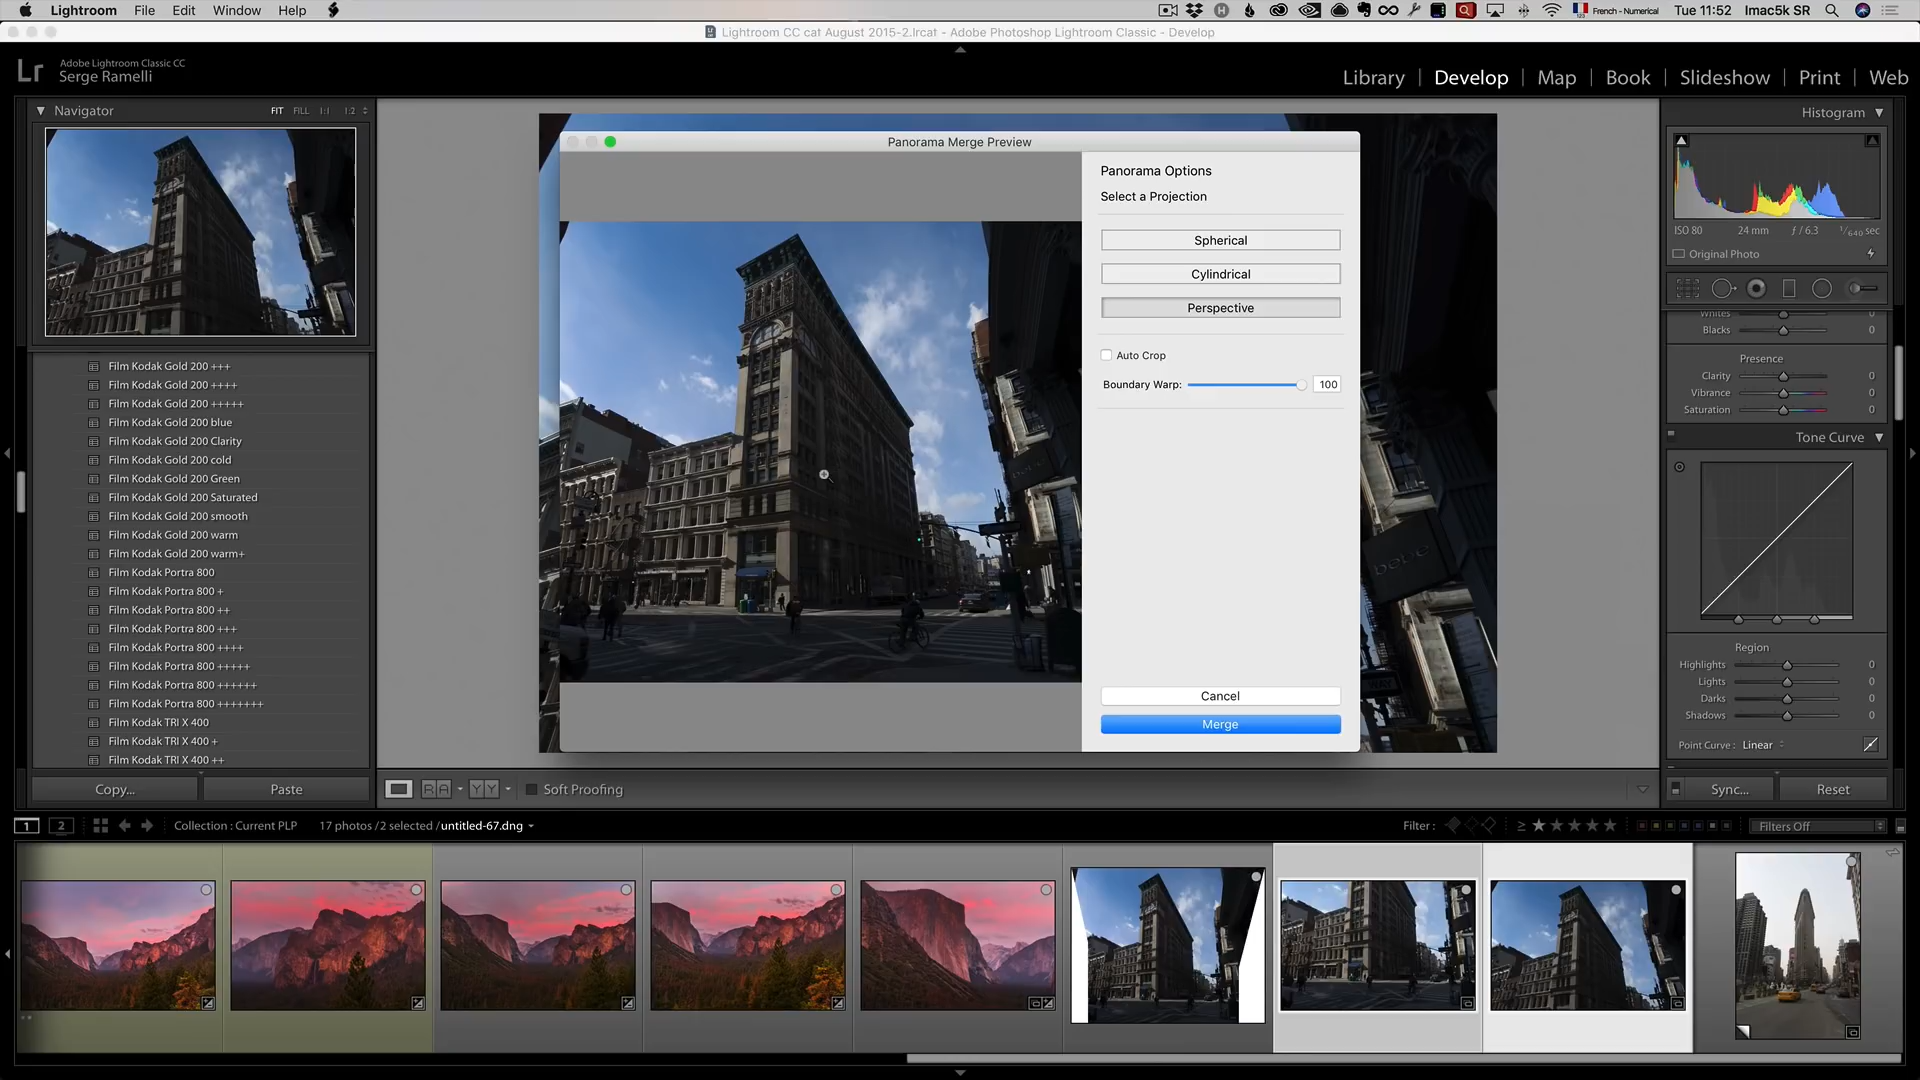 Lightroom File Edit Window Help
French - Numerical Tue 11:52 Imac5k SR
Lightroom CC cat August 2015-2.lrcat - Adobe Photoshop Lightroom Classic - Develop
Lr Adobe Lightroom Classic CC
Serge Ramelli
Library | Develop | Map | Book | Slideshow | Print | Web
Navigator FIT FILL 1:1 1:2
Film Kodak Gold 200 +++
Film Kodak Gold 200 ++++
Film Kodak Gold 200 +++++
Film Kodak Gold 200 blue
Film Kodak Gold 200 Clarity
Film Kodak Gold 200 cold
Film Kodak Gold 200 Green
Film Kodak Gold 200 Saturated
Film Kodak Gold 200 smooth
Film Kodak Gold 200 warm
Film Kodak Gold 200 warm+
Film Kodak Portra 800
Film Kodak Portra 800 +
Film Kodak Portra 800 ++
Film Kodak Portra 800 +++
Film Kodak Portra 800 ++++
Film Kodak Portra 800 +++++
Film Kodak Portra 800 ++++++
Film Kodak Portra 800 +++++++
Film Kodak TRI X 400
Film Kodak TRI X 400 +
Film Kodak TRI X 400 ++
Copy... Paste
Panorama Merge Preview
Panorama Options
Select a Projection
Spherical
Cylindrical
Perspective
Auto Crop
Boundary Warp: 100
Cancel
Merge
bebe
Histogram
ISO 80 24 mm ƒ / 6.3 1/640 sec
Original Photo
Whites 0
Blacks 0
Presence
Clarity 0
Vibrance 0
Saturation 0
Tone Curve
Region
Highlights 0
Lights 0
Darks 0
Shadows 0
Point Curve : Linear
Sync... Reset
R A Y Y Soft Proofing
1 2 Collection : Current PLP 17 photos /2 selected /untitled-67.dng
Filter : ≥ ★ ★ ★ ★ ★ Filters Off